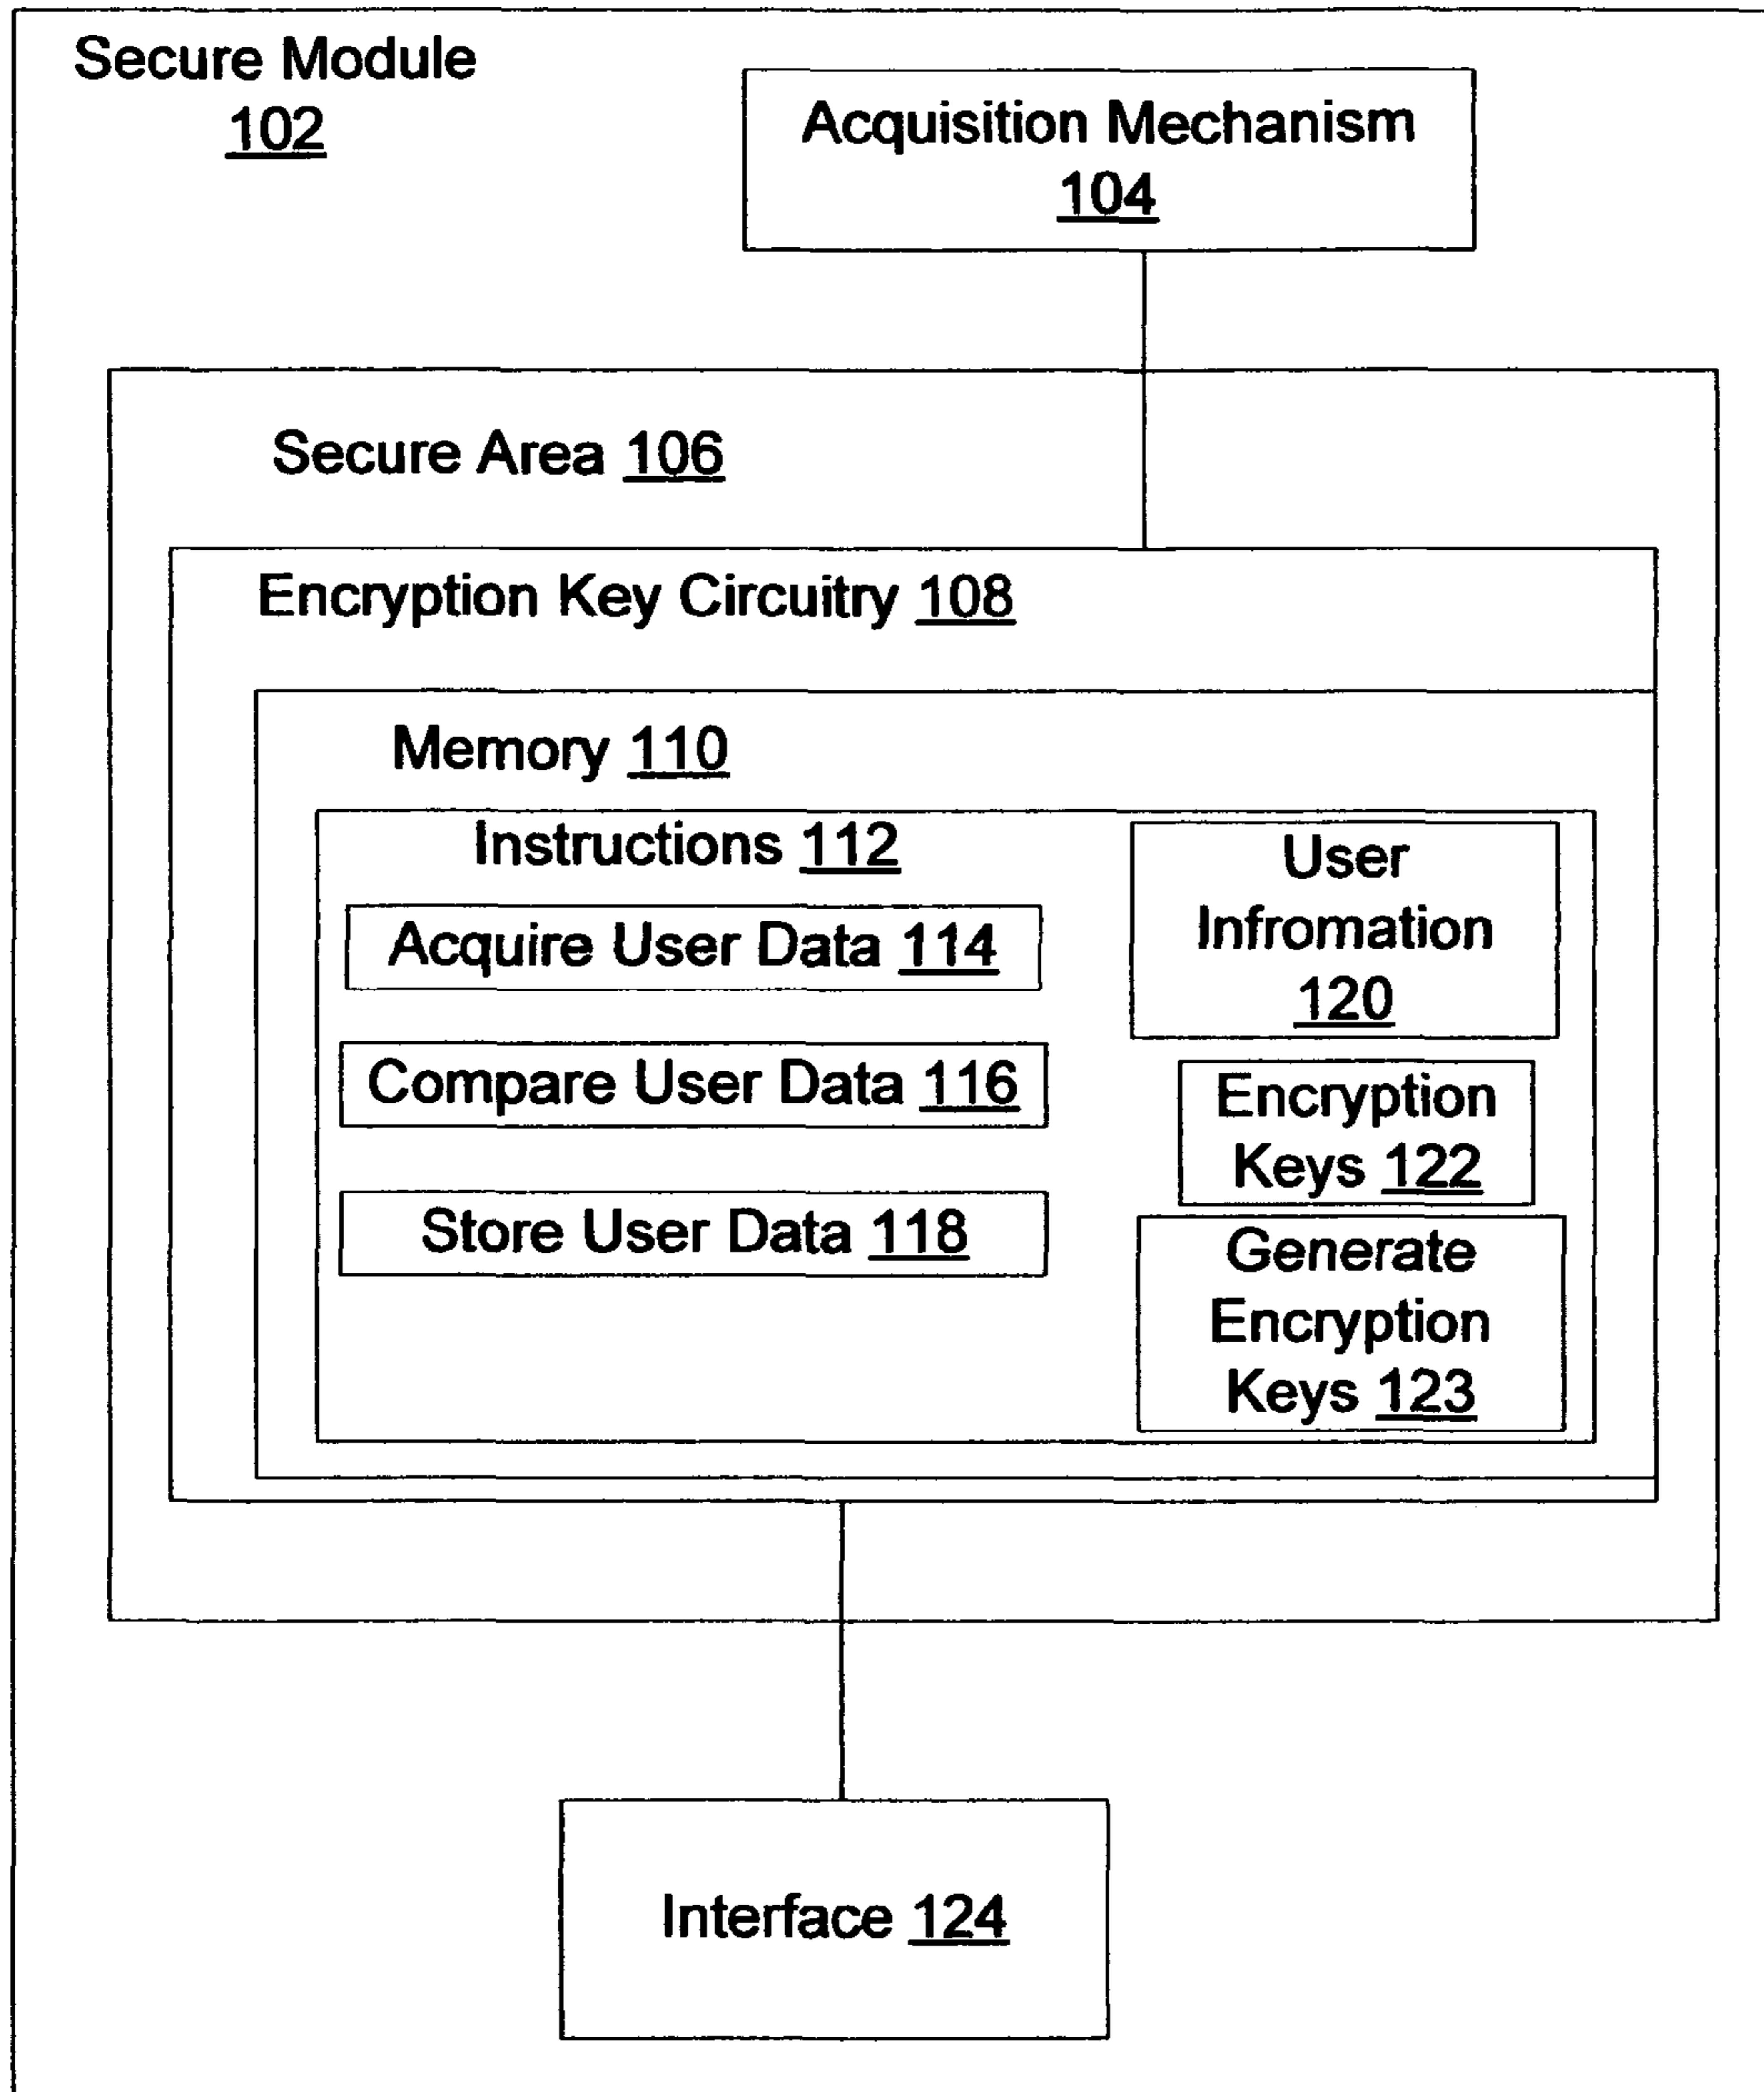 Secure Module
102
Acquisition Mechanism
104
Secure Area 106
Encryption Key Circuitry 108
Memory 110
Instructions 112
Acquire User Data 114
Compare User Data 116
Store User Data 118
User
Infromation
120
Encryption
Keys 122
Generate
Encryption
Keys 123
Interface 124